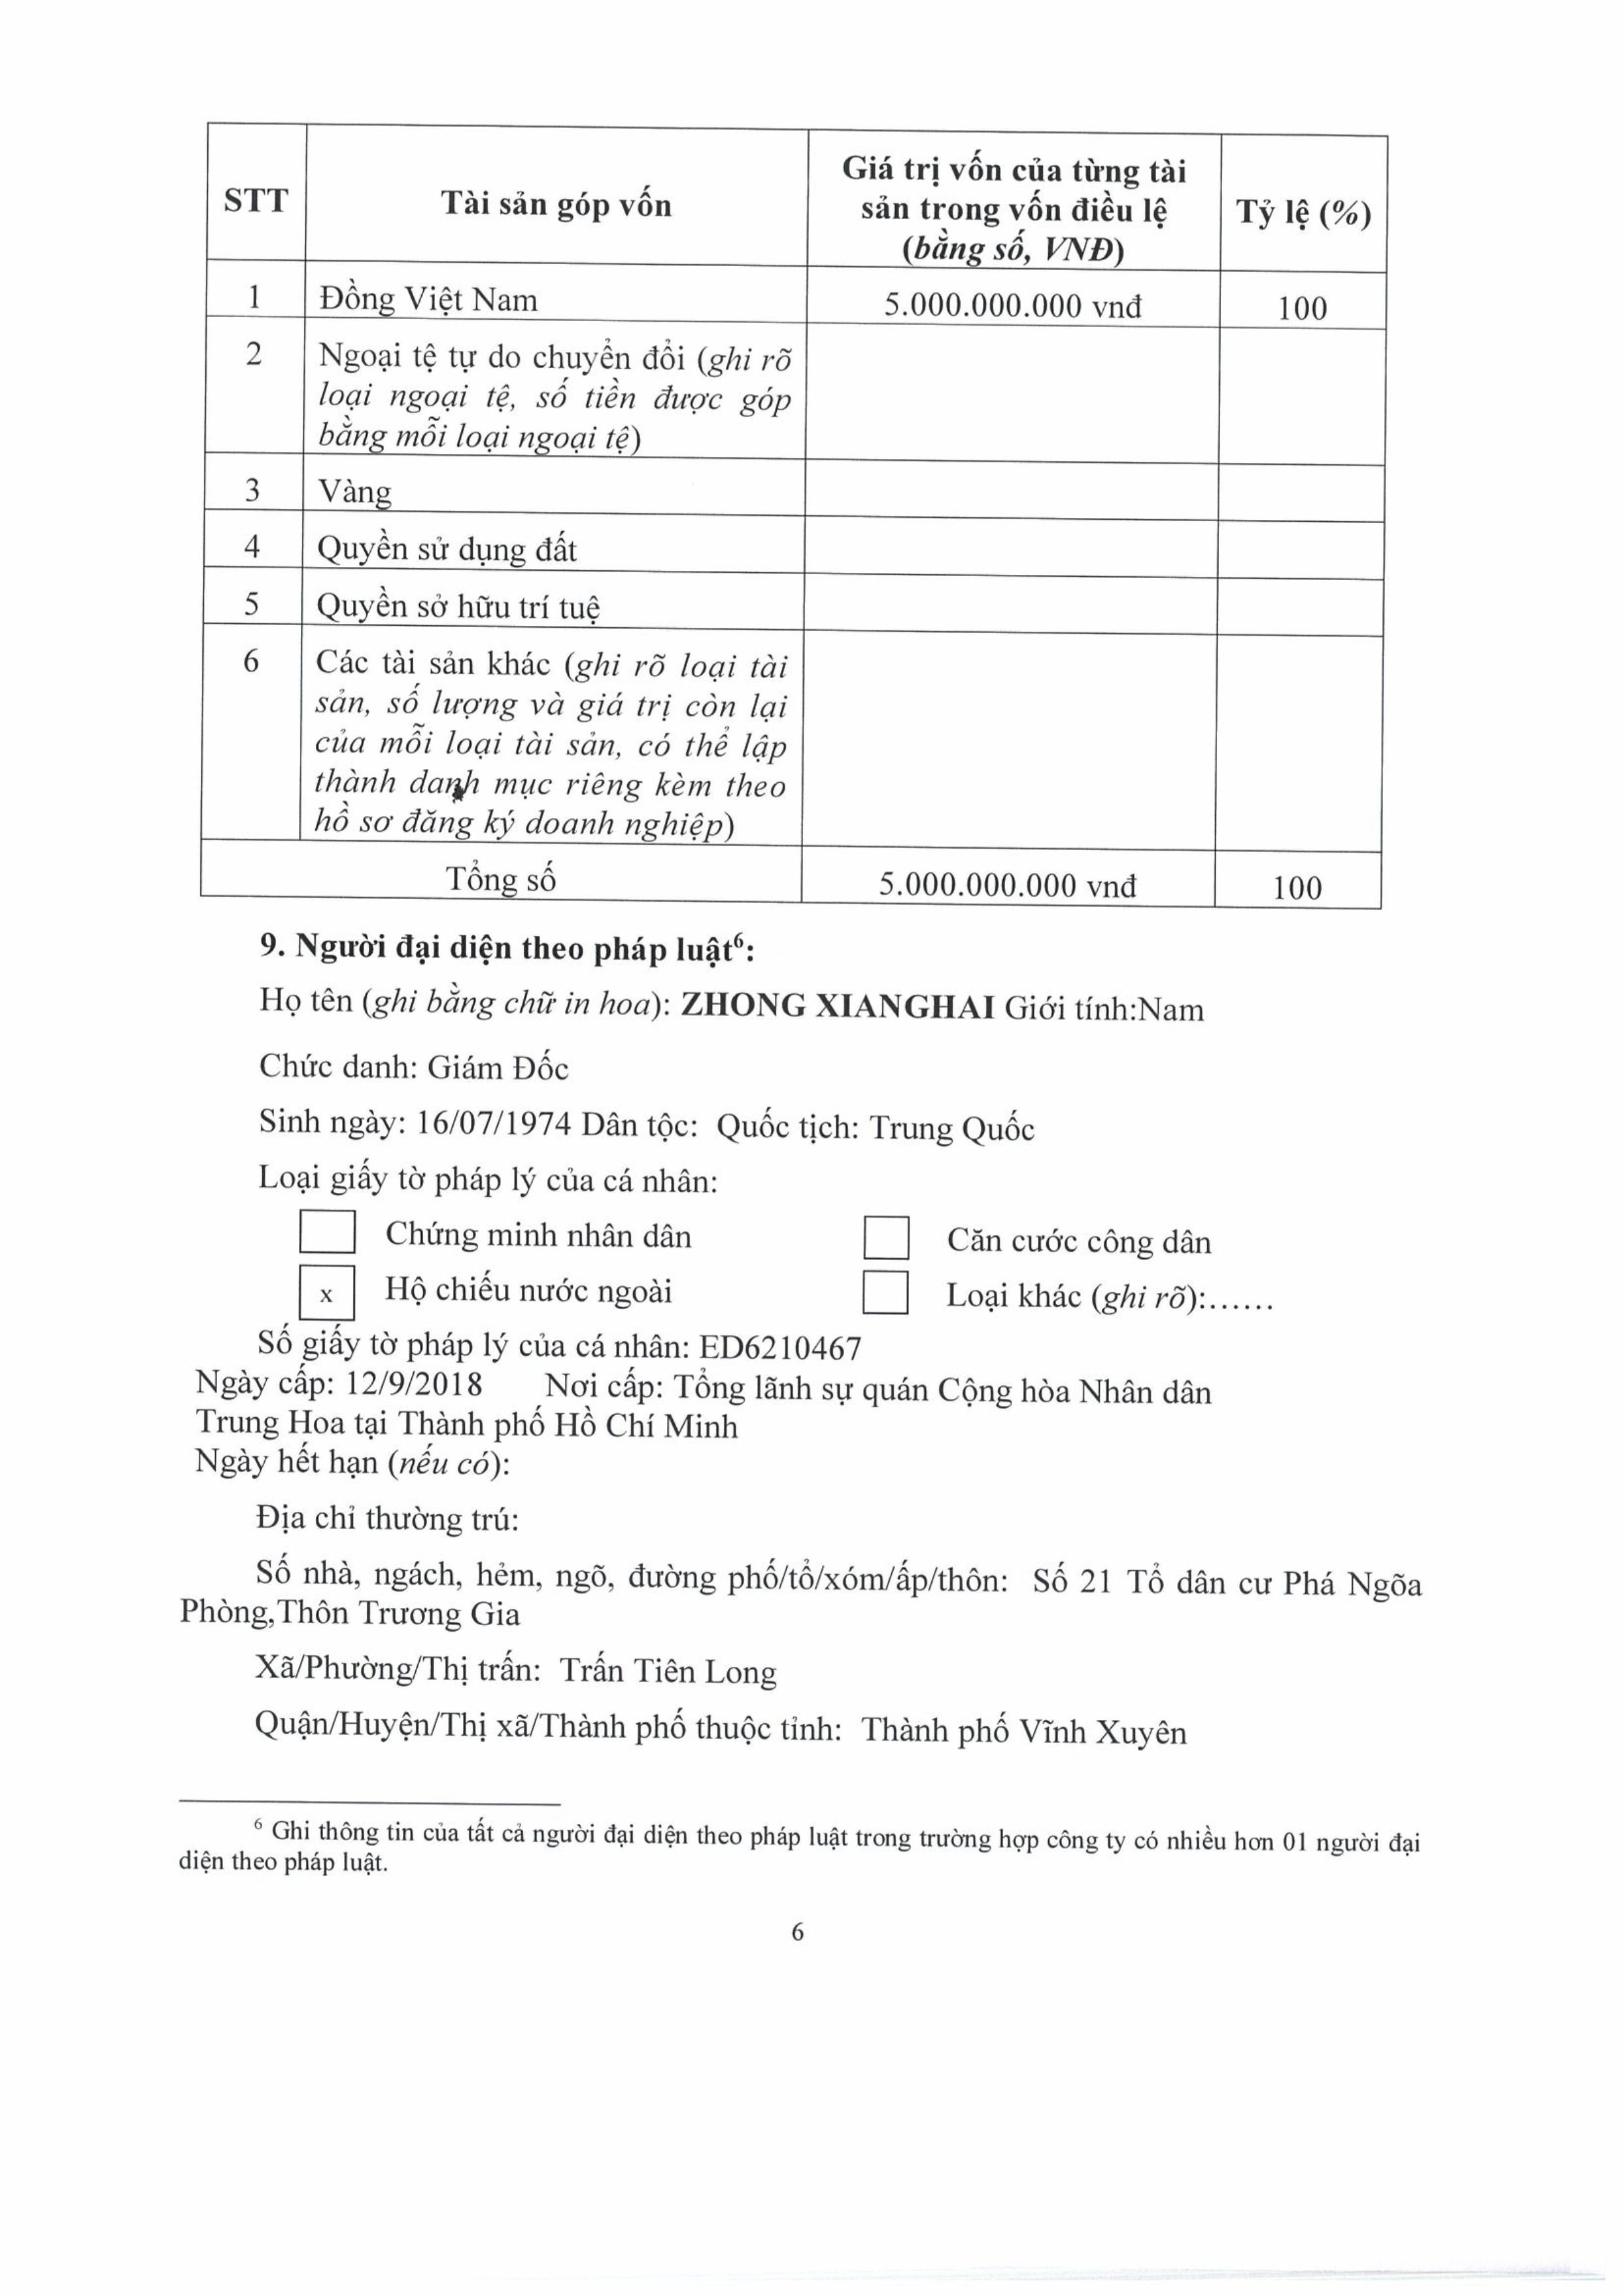 STT
Tài sản góp vốn
Giá trị vốn của từng tài
sản trong vốn điều lệ
(bằng số, VNĐ)
Tỷ lệ (%)
1
Đồng Việt Nam
5.000.000.000 vnđ
100
2
Ngoại tệ tự do chuyển đổi (ghi rõ
loại ngoại tệ, số tiền được góp
bằng mỗi loại ngoại tệ)
3
Vàng
4
Quyền sử dụng đất
5
Quyền sở hữu trí tuệ
6
Các tài sản khác (ghi rõ loại tài
sản, số lượng và giá trị còn lại
của mỗi loại tài sản, có thể lập
thành danh mục riêng kèm theo
hồ sơ đăng ký doanh nghiệp)
Tổng số
5.000.000.000 vnđ
100
9. Người đại diện theo pháp luật⁶:
Họ tên (ghi bằng chữ in hoa): ZHONG XIANGHAI Giới tính:Nam
Chức danh: Giám Đốc
Sinh ngày: 16/07/1974 Dân tộc: Quốc tịch: Trung Quốc
Loại giấy tờ pháp lý của cá nhân:
Chứng minh nhân dân
Căn cước công dân
x Hộ chiếu nước ngoài
Loại khác (ghi rõ):......
Số giấy tờ pháp lý của cá nhân: ED6210467
Ngày cấp: 12/9/2018 Nơi cấp: Tổng lãnh sự quán Cộng hòa Nhân dân
Trung Hoa tại Thành phố Hồ Chí Minh
Ngày hết hạn (nếu có):
Địa chỉ thường trú:
Số nhà, ngách, hẻm, ngõ, đường phố/tổ/xóm/ấp/thôn: Số 21 Tổ dân cư Phá Ngõa
Phòng,Thôn Trương Gia
Xã/Phường/Thị trấn: Trấn Tiên Long
Quận/Huyện/Thị xã/Thành phố thuộc tỉnh: Thành phố Vĩnh Xuyên
⁶ Ghi thông tin của tất cả người đại diện theo pháp luật trong trường hợp công ty có nhiều hơn 01 người đại
diện theo pháp luật.
6